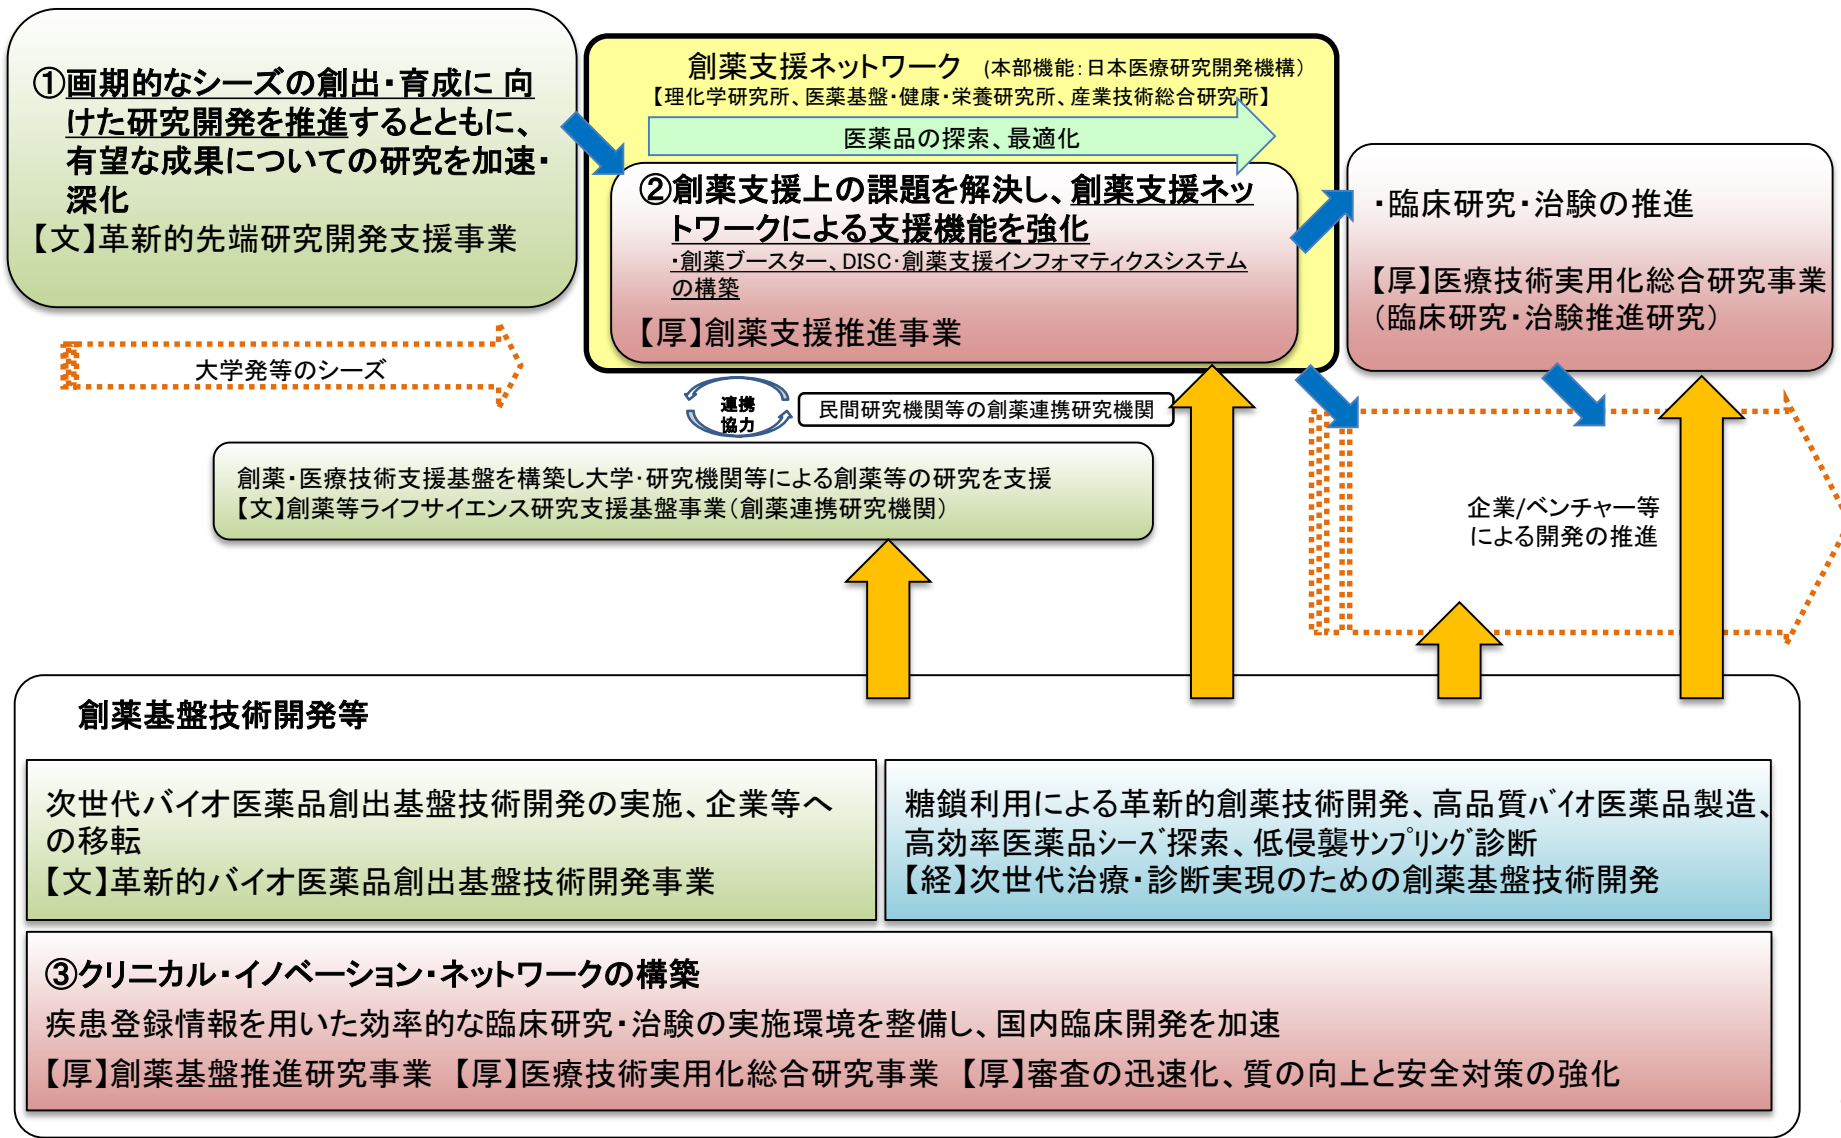 ①画期的なシーズの創出・育成に 向
けた研究開発を推進するとともに、
有望な成果についての研究を加速・
深化
【文】革新的先端研究開発支援事業
創薬支援ネットワーク （本部機能：日本医療研究開発機構）
【理化学研究所、医薬基盤・健康・栄養研究所、産業技術総合研究所】
医薬品の探索、最適化
②創薬支援上の課題を解決し、創薬支援ネッ
トワークによる支援機能を強化
・創薬ブースター、DISC・創薬支援インフォマティクスシステム
の構築
【厚】創薬支援推進事業
・臨床研究・治験の推進
【厚】医療技術実用化総合研究事業
（臨床研究・治験推進研究）
大学発等のシーズ
連携
協力
民間研究機関等の創薬連携研究機関
創薬・医療技術支援基盤を構築し大学・研究機関等による創薬等の研究を支援
【文】創薬等ライフサイエンス研究支援基盤事業（創薬連携研究機関）
企業/ベンチャー等
による開発の推進
創薬基盤技術開発等
次世代バイオ医薬品創出基盤技術開発の実施、企業等へ
の移転
【文】革新的バイオ医薬品創出基盤技術開発事業
糖鎖利用による革新的創薬技術開発、高品質ﾊﾞｲｵ医薬品製造、
高効率医薬品ｼｰｽﾞ探索、低侵襲ｻﾝﾌﾟﾘﾝｸﾞ診断
【経】次世代治療・診断実現のための創薬基盤技術開発
③クリニカル・イノベーション・ネットワークの構築
疾患登録情報を用いた効率的な臨床研究・治験の実施環境を整備し、国内臨床開発を加速
【厚】創薬基盤推進研究事業 【厚】医療技術実用化総合研究事業 【厚】審査の迅速化、質の向上と安全対策の強化